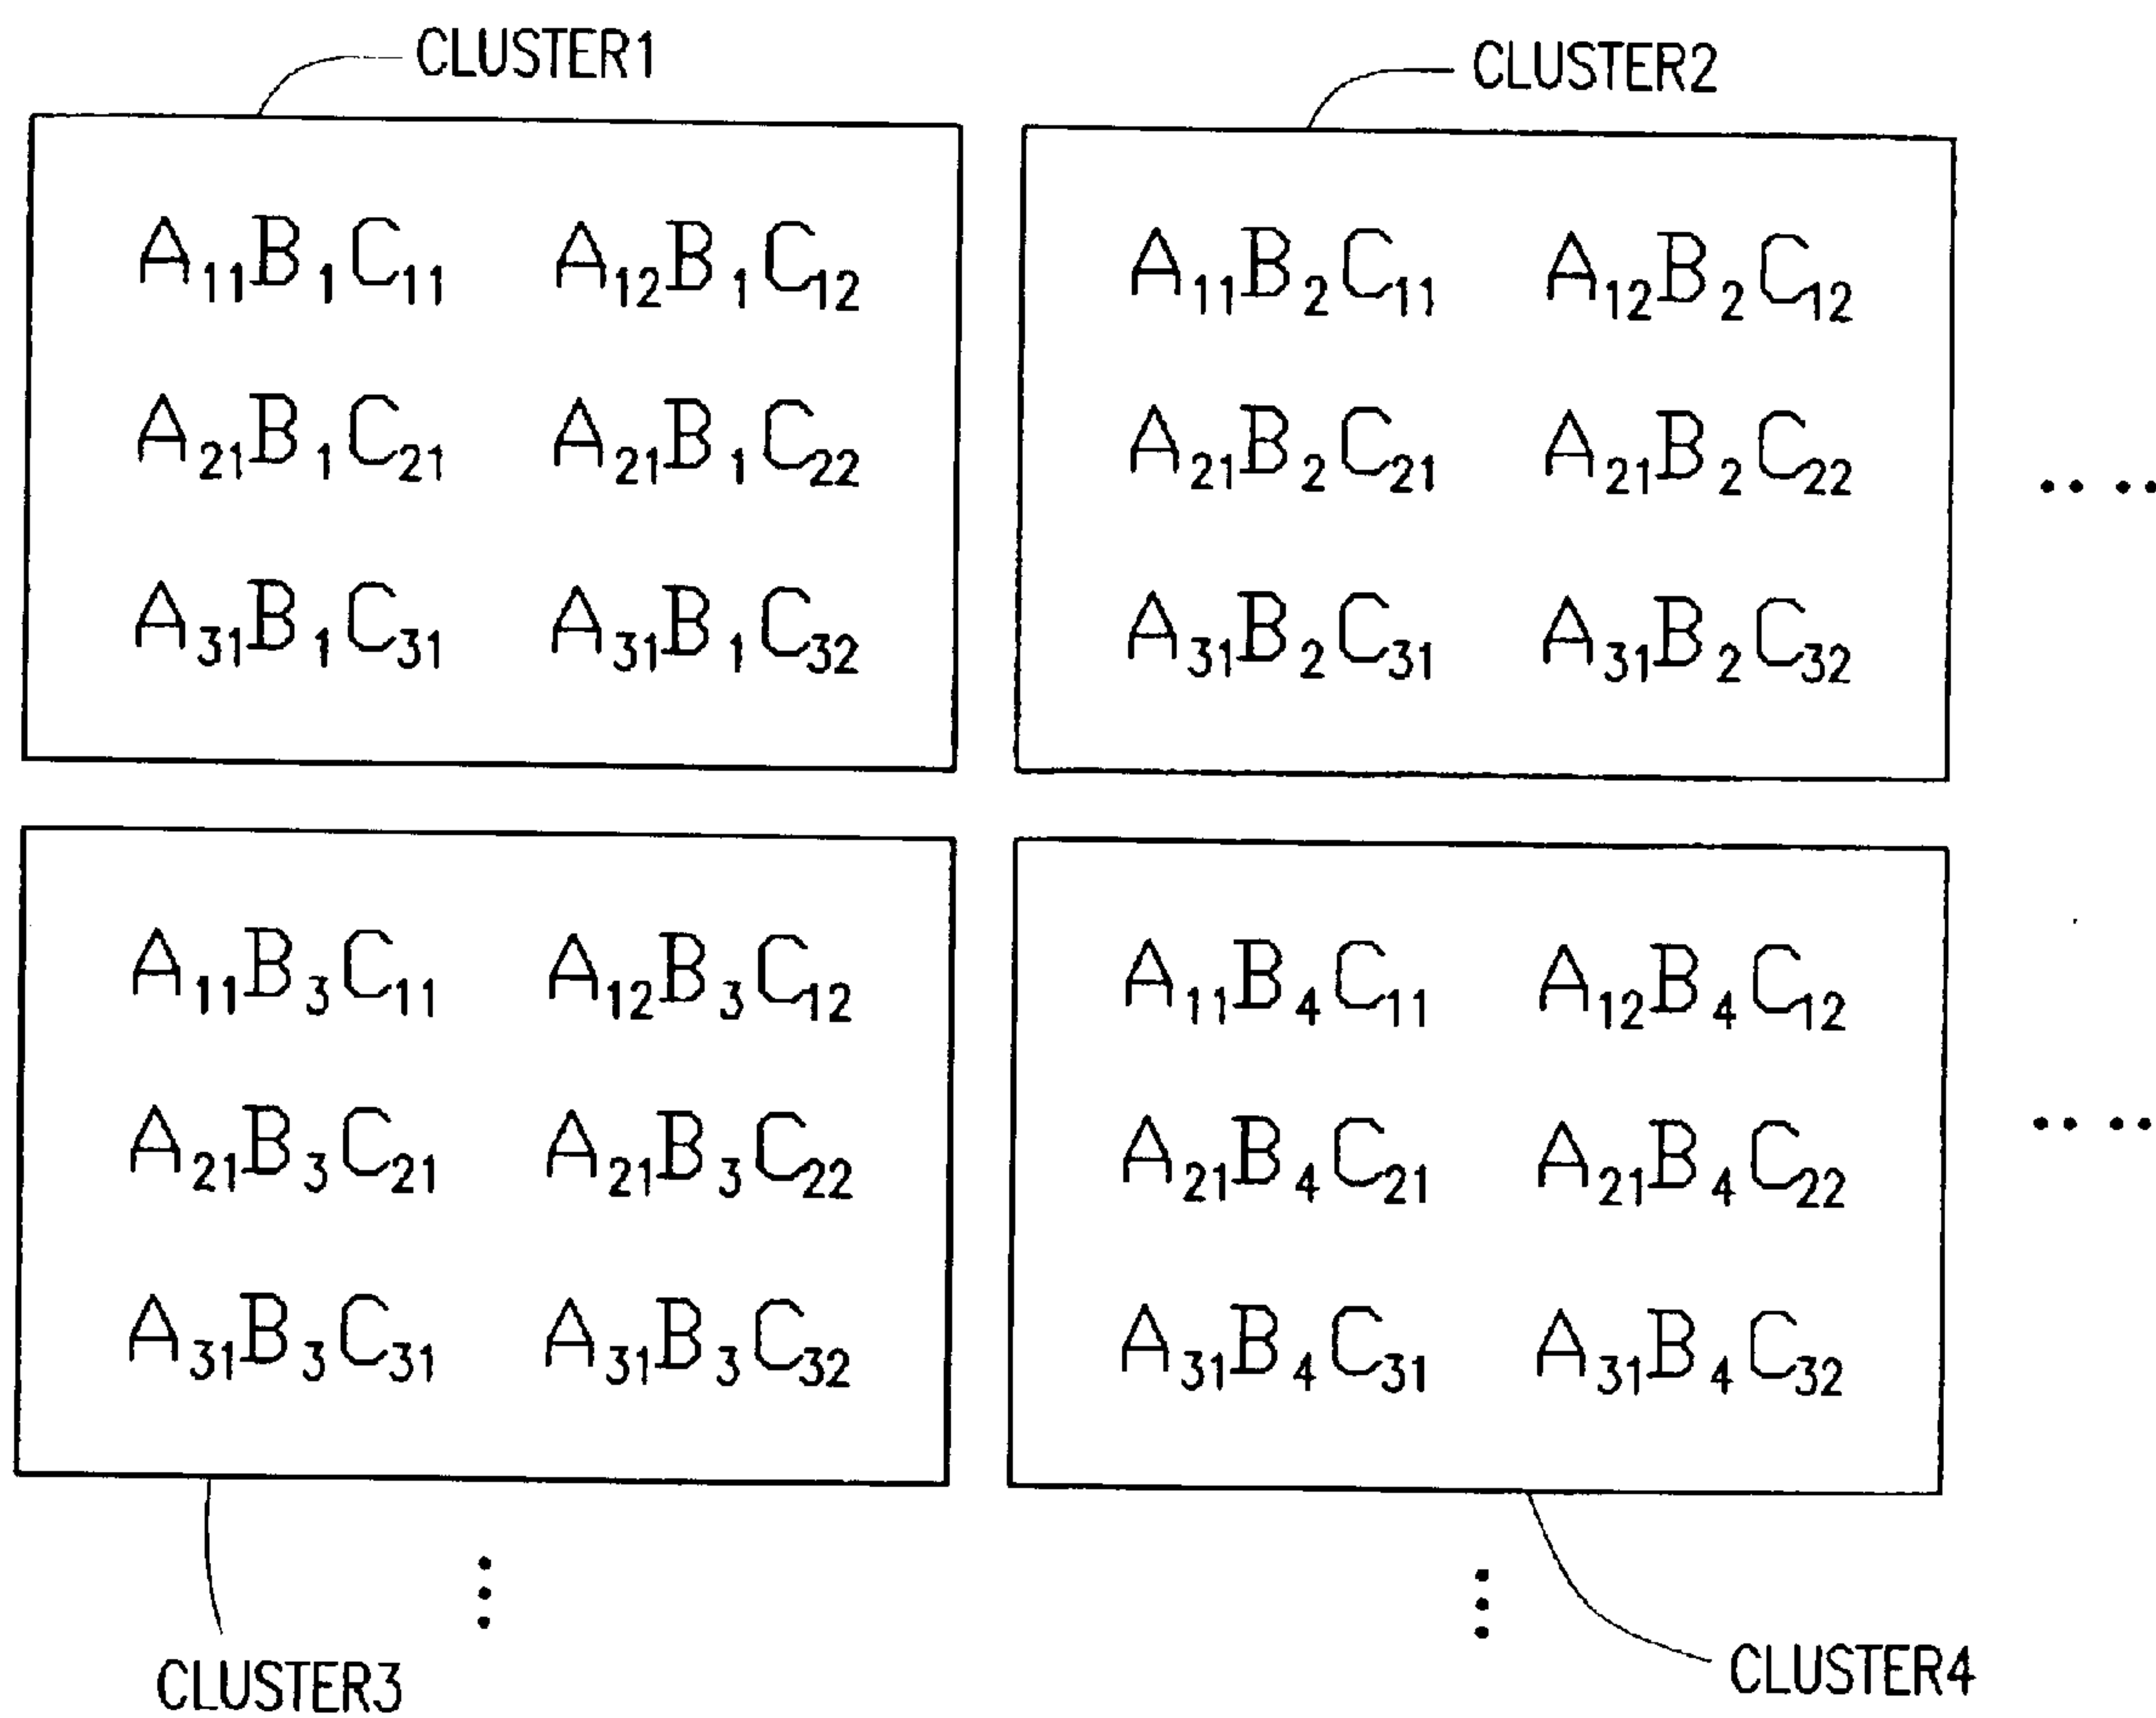 CLUSTER1
CLUSTER2
A₁₁B₁C₁₁ A₁₂B₁C₁₂
A₂₁B₁C₂₁ A₂₁B₁C₂₂
A₃₁B₁C₃₁ A₃₁B₁C₃₂
A₁₁B₂C₁₁ A₁₂B₂C₁₂
A₂₁B₂C₂₁ A₂₁B₂C₂₂
A₃₁B₂C₃₁ A₃₁B₂C₃₂
A₁₁B₃C₁₁ A₁₂B₃C₁₂
A₂₁B₃C₂₁ A₂₁B₃C₂₂
A₃₁B₃C₃₁ A₃₁B₃C₃₂
A₁₁B₄C₁₁ A₁₂B₄C₁₂
A₂₁B₄C₂₁ A₂₁B₄C₂₂
A₃₁B₄C₃₁ A₃₁B₄C₃₂
CLUSTER3
CLUSTER4